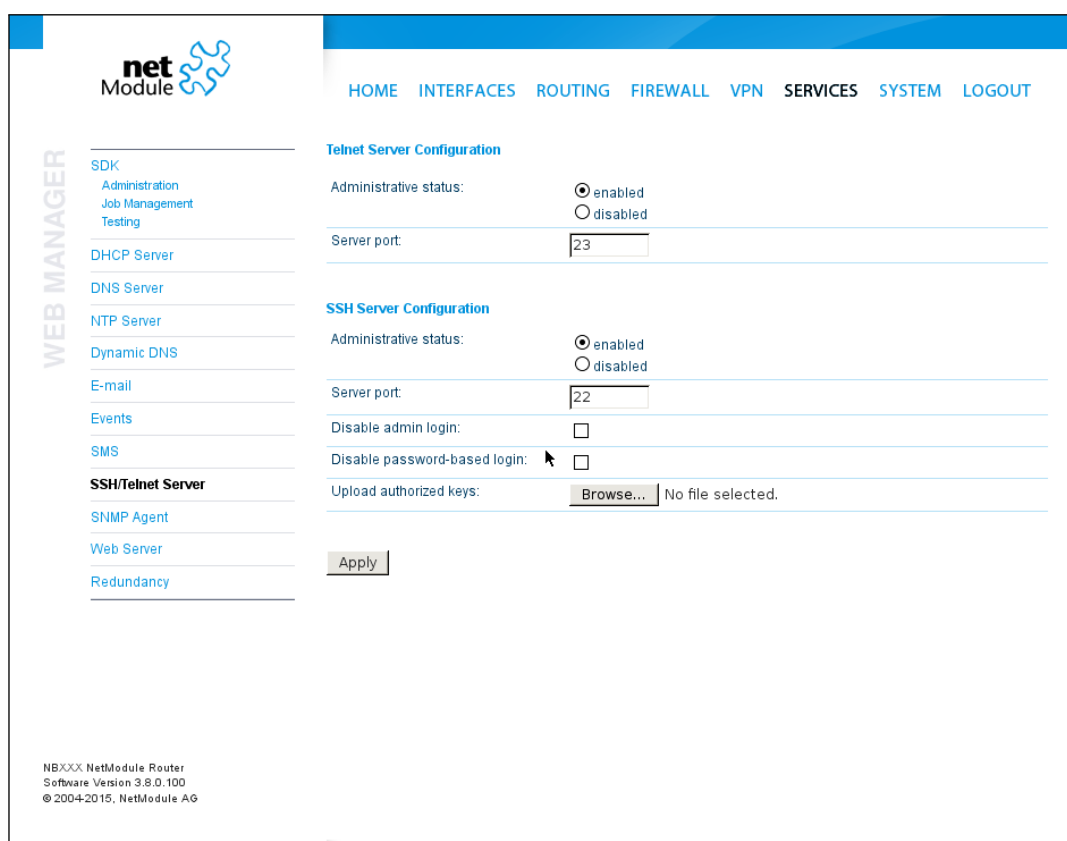 net
Module
HOME INTERFACES ROUTING FIREWALL VPN SERVICES SYSTEM LOGOUT
WEB MANAGER
SDK
Administration
Job Management
Testing
DHCP Server
DNS Server
NTP Server
Dynamic DNS
E-mail
Events
SMS
SSH/Telnet Server
SNMP Agent
Web Server
Redundancy
Telnet Server Configuration
Administrative status:
enabled
disabled
Server port: 23
SSH Server Configuration
Administrative status:
enabled
disabled
Server port: 22
Disable admin login:
Disable password-based login:
Upload authorized keys: Browse... No file selected.
Apply
NBXXX NetModule Router
Software Version 3.8.0.100
© 2004-2015, NetModule AG